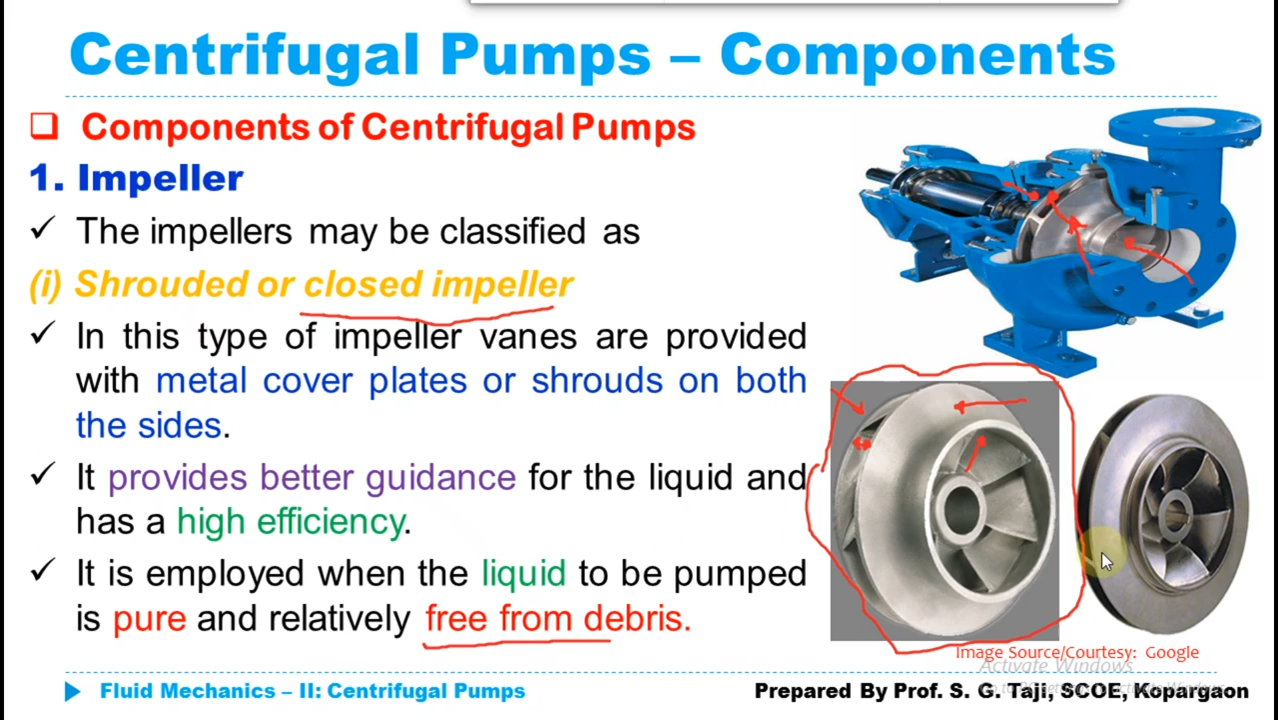 Centrifugal Pumps – Components
❑ Components of Centrifugal Pumps
1. Impeller
✓ The impellers may be classified as
(i) Shrouded or closed impeller
✓ In this type of impeller vanes are provided
with metal cover plates or shrouds on both
the sides.
✓ It provides better guidance for the liquid and
has a high efficiency.
✓ It is employed when the liquid to be pumped
is pure and relatively free from debris.
Image Source/Courtesy: Google
Activate Windows
Fluid Mechanics – II: Centrifugal Pumps
Prepared By Prof. S. G. Taji, SCOE, Kopargaon